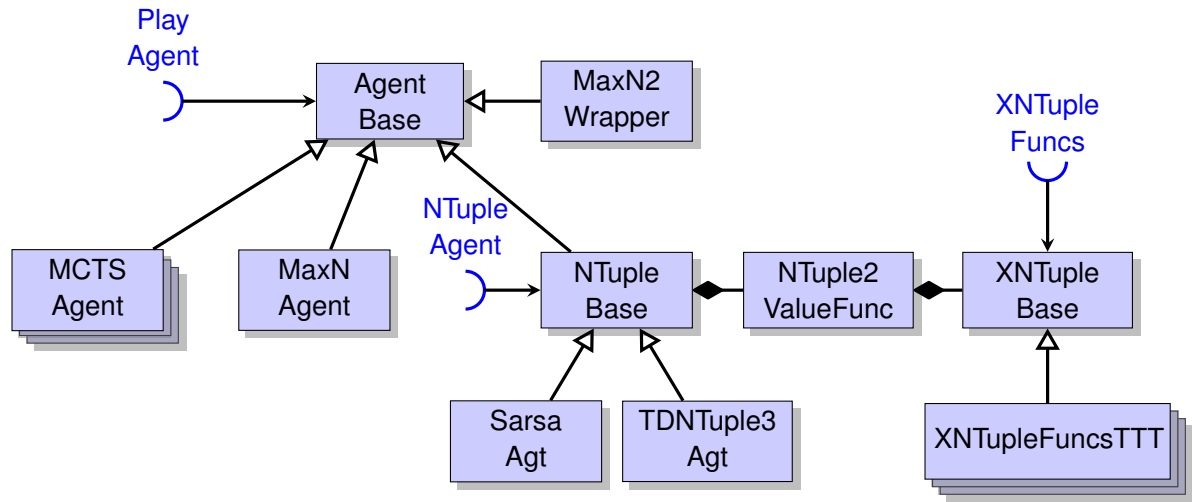 Play
Agent
Agent
Base
MaxN2
Wrapper
XNTuple
Funcs
NTuple
Agent
MCTS
Agent
MaxN
Agent
NTuple
Base
NTuple2
ValueFunc
XNTuple
Base
Sarsa
Agt
TDNTuple3
Agt
XNTupleFuncsTTT